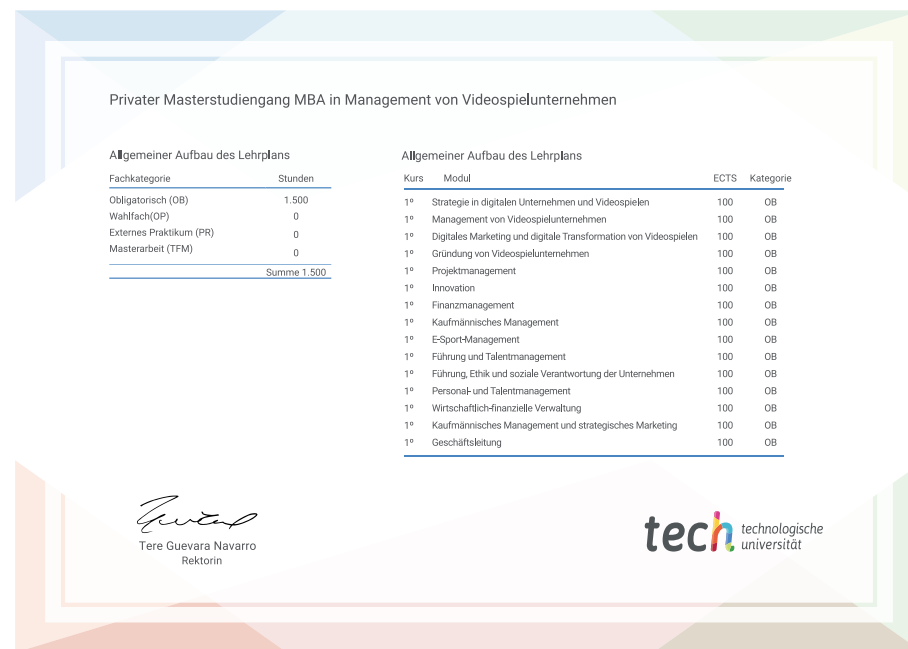 Privater Masterstudiengang MBA in Management von Videospielunternehmen
Allgemeiner Aufbau des Lehrplans
Fachkategorie Stunden
Obligatorisch (OB) 1.500
Wahlfach(OP) 0
Externes Praktikum (PR) 0
Masterarbeit (TFM) 0
Summe 1.500
Allgemeiner Aufbau des Lehrplans
Kurs Modul ECTS Kategorie
1º Strategie in digitalen Unternehmen und Videospielen 100 OB
1º Management von Videospielunternehmen 100 OB
1º Digitales Marketing und digitale Transformation von Videospielen 100 OB
1º Gründung von Videospielunternehmen 100 OB
1º Projektmanagement 100 OB
1º Innovation 100 OB
1º Finanzmanagement 100 OB
1º Kaufmännisches Management 100 OB
1º E-Sport-Management 100 OB
1º Führung und Talentmanagement 100 OB
1º Führung, Ethik und soziale Verantwortung der Unternehmen 100 OB
1º Personal- und Talentmanagement 100 OB
1º Wirtschaftlich-finanzielle Verwaltung 100 OB
1º Kaufmännisches Management und strategisches Marketing 100 OB
1º Geschäftsleitung 100 OB
Tere Guevara Navarro
Rektorin
tech technologische
universität